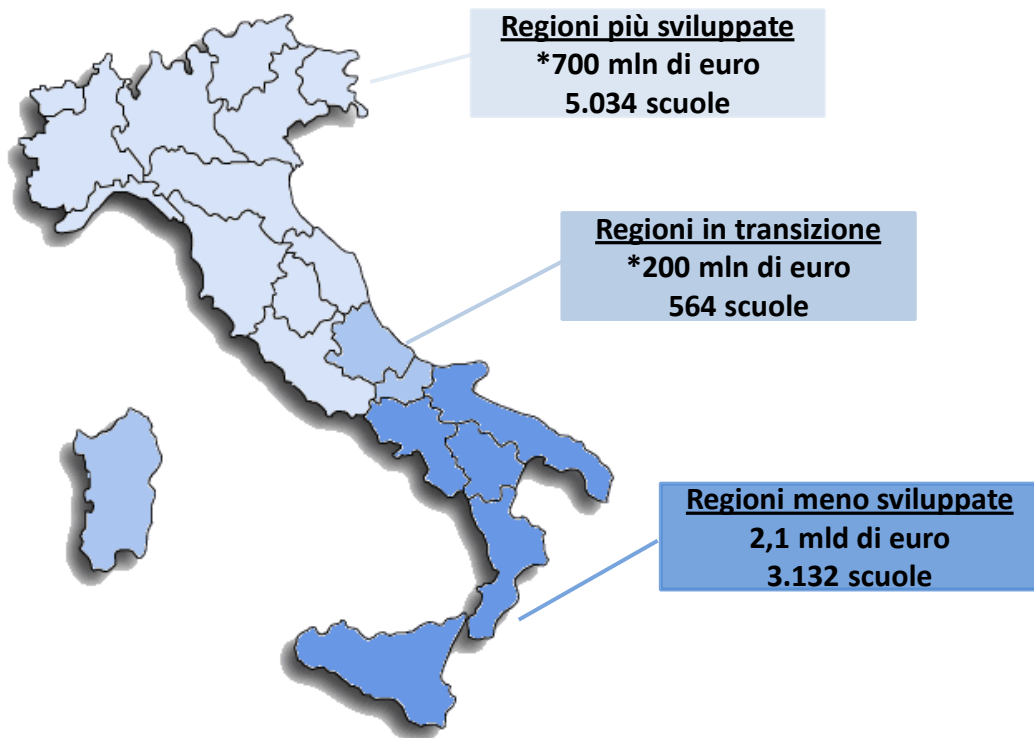 Regioni più sviluppate
*700 mln di euro
5.034 scuole
Regioni in transizione
*200 mln di euro
564 scuole
Regioni meno sviluppate
2,1 mld di euro
3.132 scuole